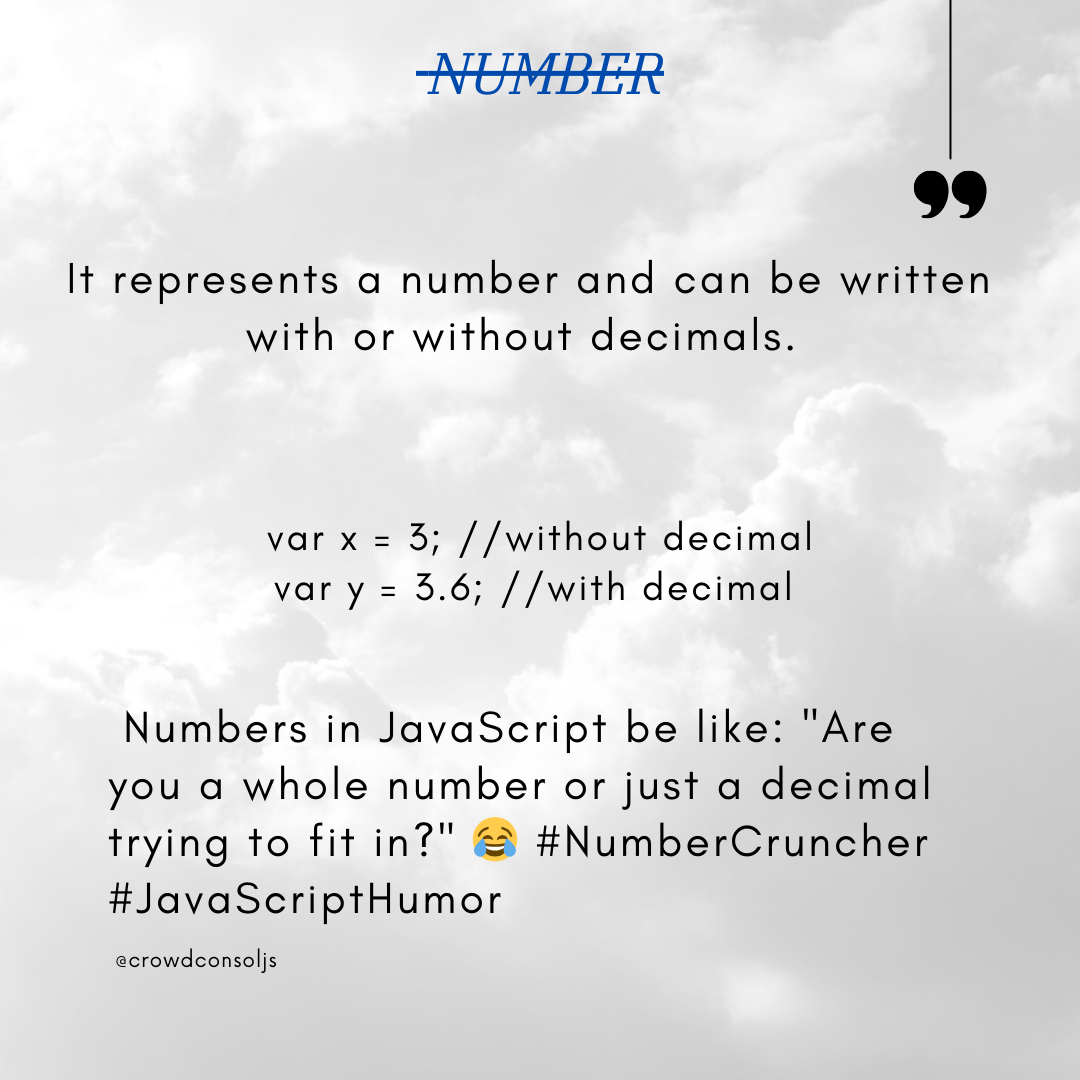 NUMBER
”
It represents a number and can be written
with or without decimals.
var x = 3; //without decimal
var y = 3.6; //with decimal
Numbers in JavaScript be like: "Are
you a whole number or just a decimal
trying to fit in?" 😂 #NumberCruncher
#JavaScriptHumor
@crowdconsoljs